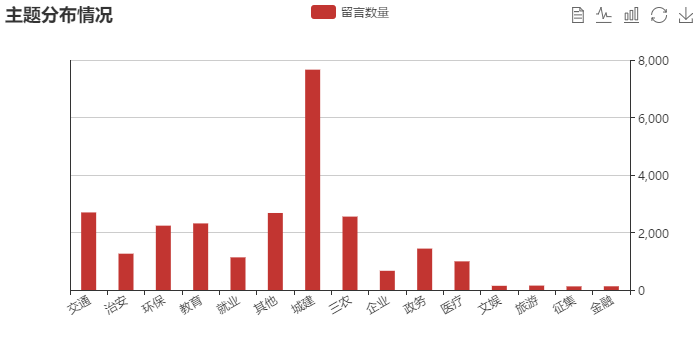 主题分布情况
留言数量
8,000
6,000
4,000
2,000
0
交通
治安
环保
教育
就业
其他
城建
三农
企业
政务
医疗
文娱
旅游
征集
金融